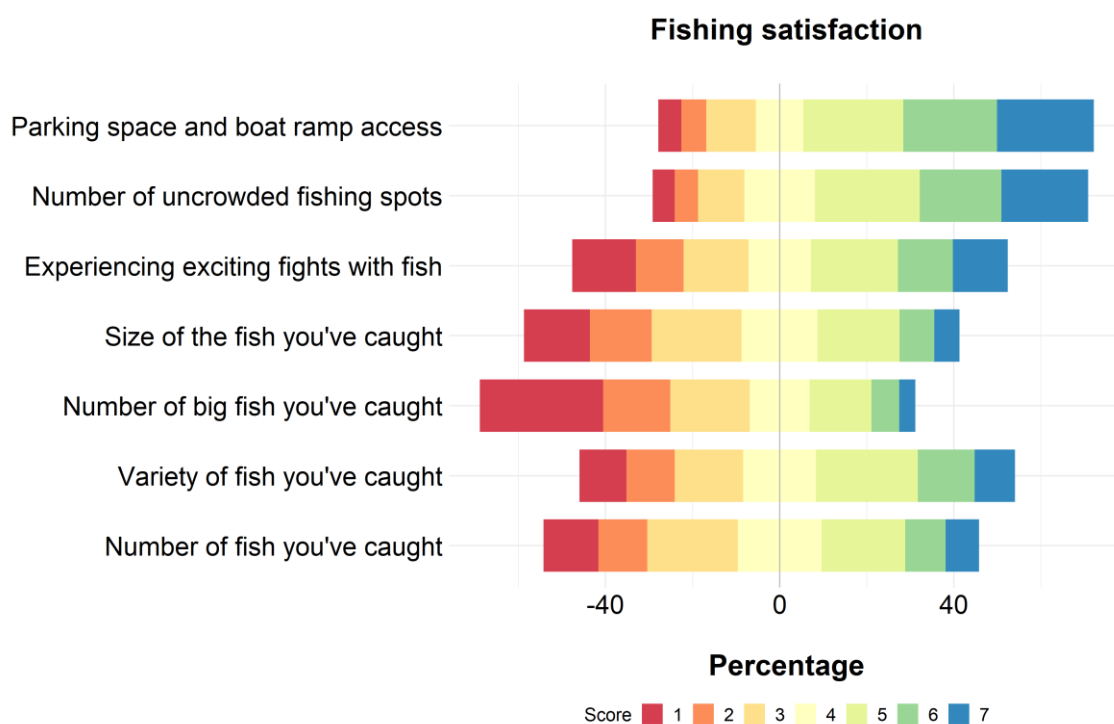 Fishing satisfaction
Parking space and boat ramp access
Number of uncrowded fishing spots
Experiencing exciting fights with fish
Size of the fish you've caught
Number of big fish you've caught
Variety of fish you've caught
Number of fish you've caught
-40 0 40
Percentage
Score 1 2 3 4 5 6 7